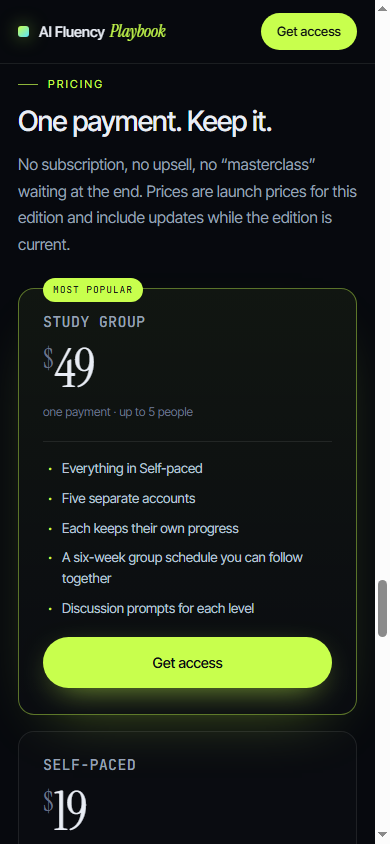 AI Fluency Playbook
Get access
PRICING
One payment. Keep it.
No subscription, no upsell, no “masterclass”
waiting at the end. Prices are launch prices for this
edition and include updates while the edition is
current.
MOST POPULAR
STUDY GROUP
$49
one payment · up to 5 people
• Everything in Self-paced
• Five separate accounts
• Each keeps their own progress
• A six-week group schedule you can follow
together
• Discussion prompts for each level
Get access
SELF-PACED
$19